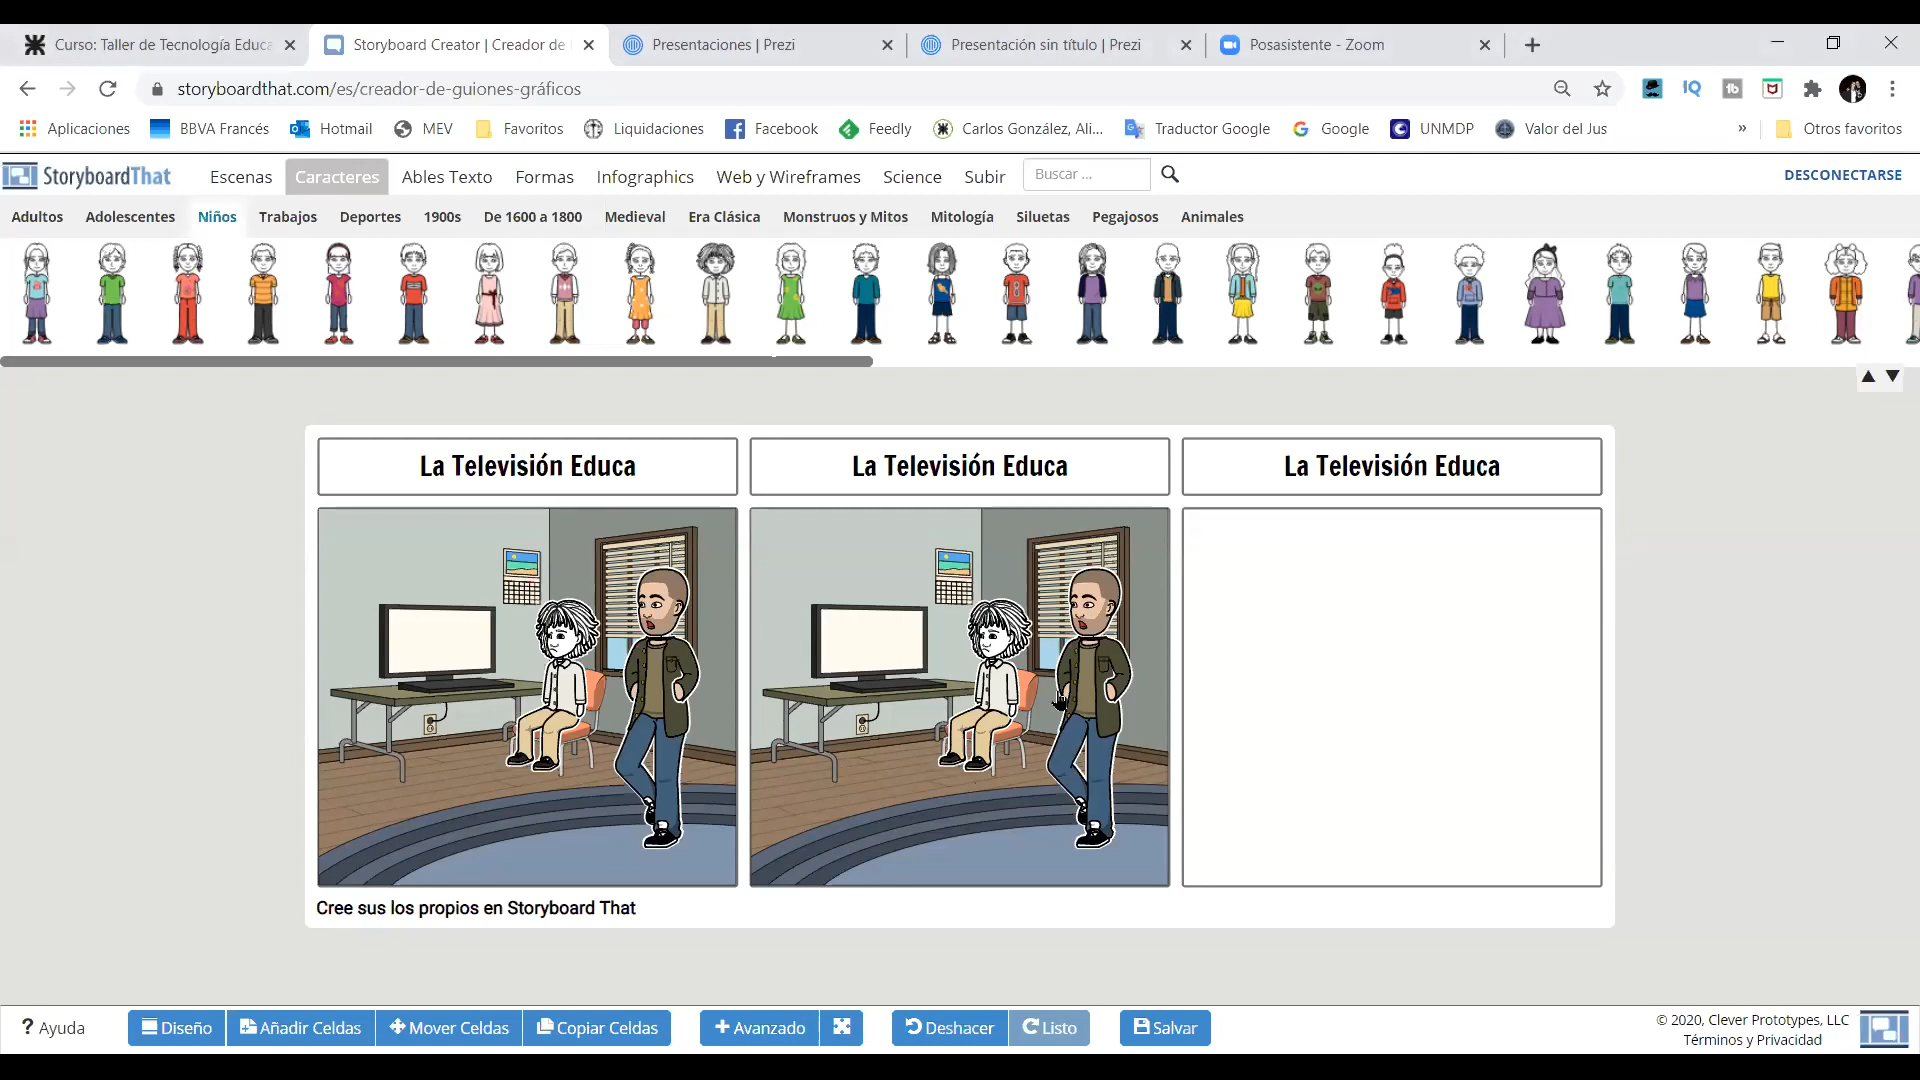 Curso: Taller de Tecnología Educa
Storyboard Creator | Creador de
Presentaciones | Prezi
Presentación sin título | Prezi
Posasistente - Zoom
storyboardthat.com/es/creador-de-guiones-gráficos
Aplicaciones
BBVA Francés
Hotmail
MEV
Favoritos
Liquidaciones
Facebook
Feedly
Carlos González, Ali...
Traductor Google
Google
UNMDP
Valor del Jus
»
Otros favoritos
StoryboardThat
Escenas
Caracteres
Ables Texto
Formas
Infographics
Web y Wireframes
Science
Subir
Buscar ...
DESCONECTARSE
Adultos
Adolescentes
Niños
Trabajos
Deportes
1900s
De 1600 a 1800
Medieval
Era Clásica
Monstruos y Mitos
Mitología
Siluetas
Pegajosos
Animales
La Televisión Educa
La Televisión Educa
La Televisión Educa
Cree sus los propios en Storyboard That
? Ayuda
Diseño
Añadir Celdas
Mover Celdas
Copiar Celdas
Avanzado
Deshacer
Listo
Salvar
© 2020, Clever Prototypes, LLC
Términos y Privacidad